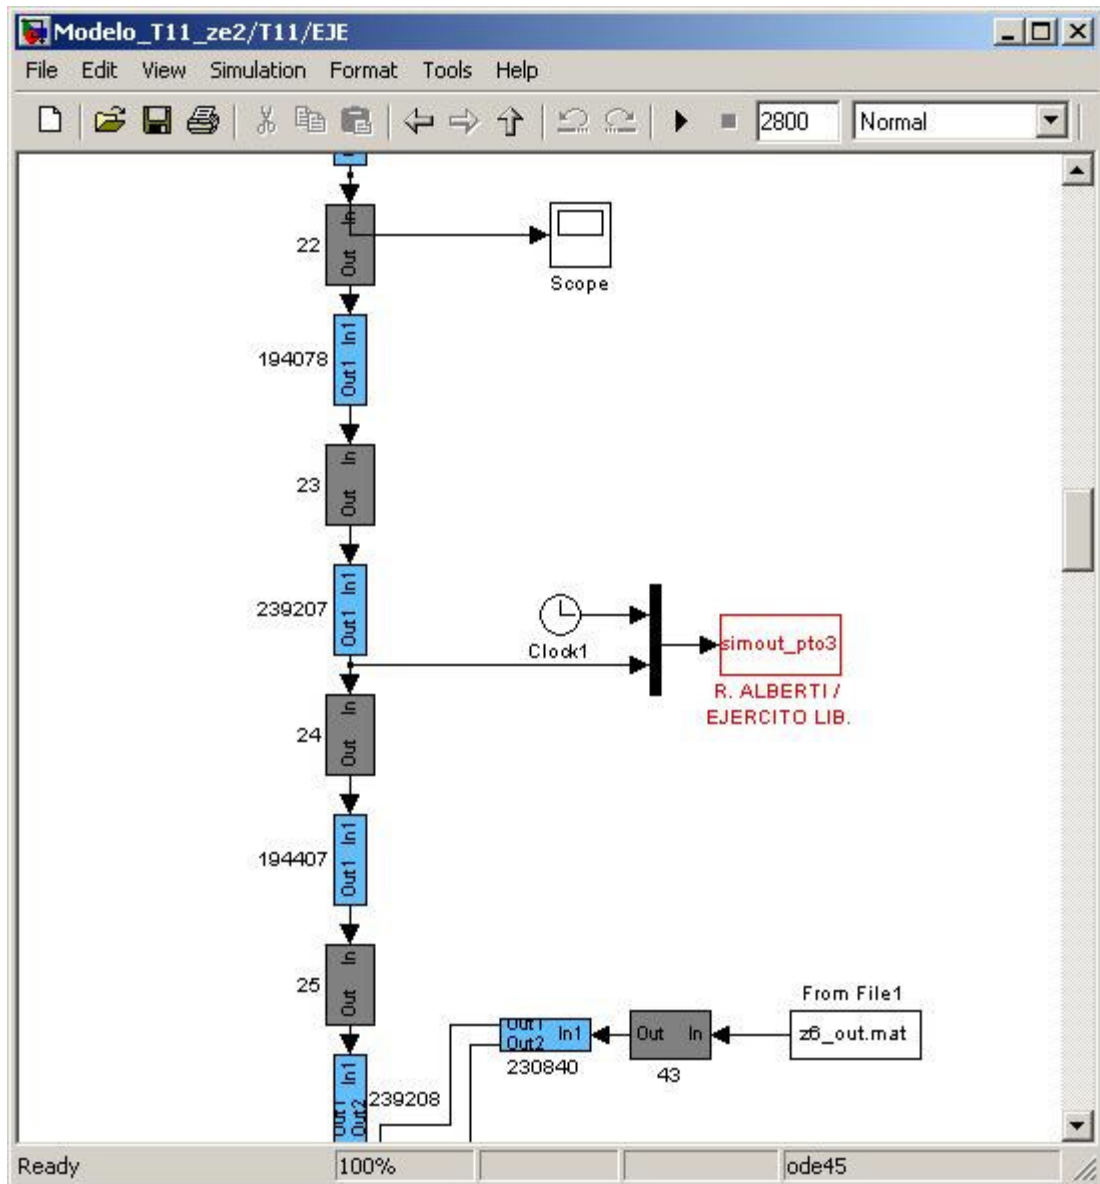 Modelo_T11_ze2/T11/EJE
File Edit View Simulation Format Tools Help
2800 Normal
In
22
Out
Scope
In1
194078
Out1
In
23
Out
In1
239207
Out1
Clock1
simout_pto3
R. ALBERTI /
EJERCITO LIB.
In
24
Out
In1
194407
Out1
In
25
Out
From File1
Out1
Out2
In1
Out In
z6_out.mat
230840
43
In1
239208
Out1
Out2
Ready 100% ode45